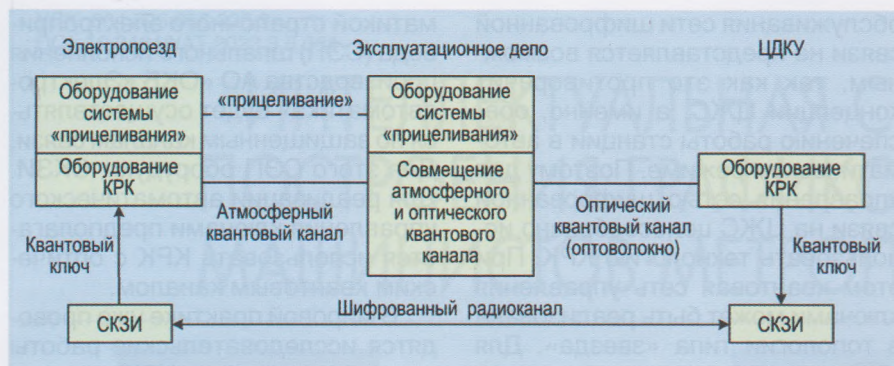 Электропоезд
Эксплуатационное депо
ЦДКУ
Оборудование
системы
«прицеливания»
«прицеливание»
Оборудование
системы
«прицеливания»
Оборудование
КРК
Атмосферный
квантовый канал
Совмещение
атмосферного
и оптического
квантового
канала
Оптический
квантовый канал
(оптоволокно)
Оборудование
КРК
Квантовый
ключ
Квантовый
ключ
СКЗИ
Шифрованный радиоканал
СКЗИ